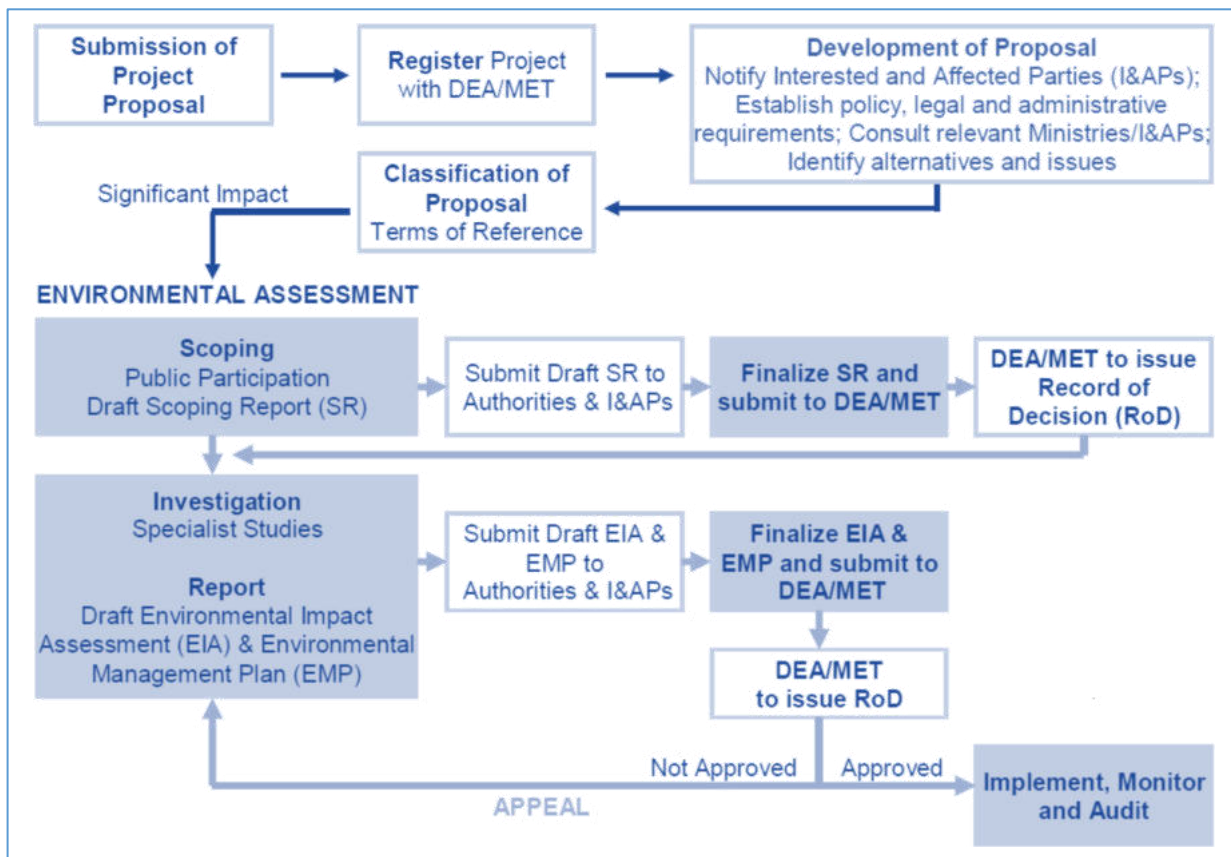 Submission of
Project
Proposal
Register Project
with DEA/MET
Development of Proposal
Notify Interested and Affected Parties (I&APs);
Establish policy, legal and administrative
requirements; Consult relevant Ministries/I&APs;
Identify alternatives and issues
Classification of
Proposal
Terms of Reference
Significant Impact
ENVIRONMENTAL ASSESSMENT
Scoping
Public Participation
Draft Scoping Report (SR)
Submit Draft SR to
Authorities & I&APs
Finalize SR and
submit to DEA/MET
DEA/MET to issue
Record of
Decision (RoD)
Investigation
Specialist Studies
Report
Draft Environmental Impact
Assessment (EIA) & Environmental
Management Plan (EMP)
Submit Draft EIA &
EMP to
Authorities & I&APs
Finalize EIA &
EMP and submit to
DEA/MET
DEA/MET
to issue RoD
Not Approved
Approved
APPEAL
Implement, Monitor
and Audit